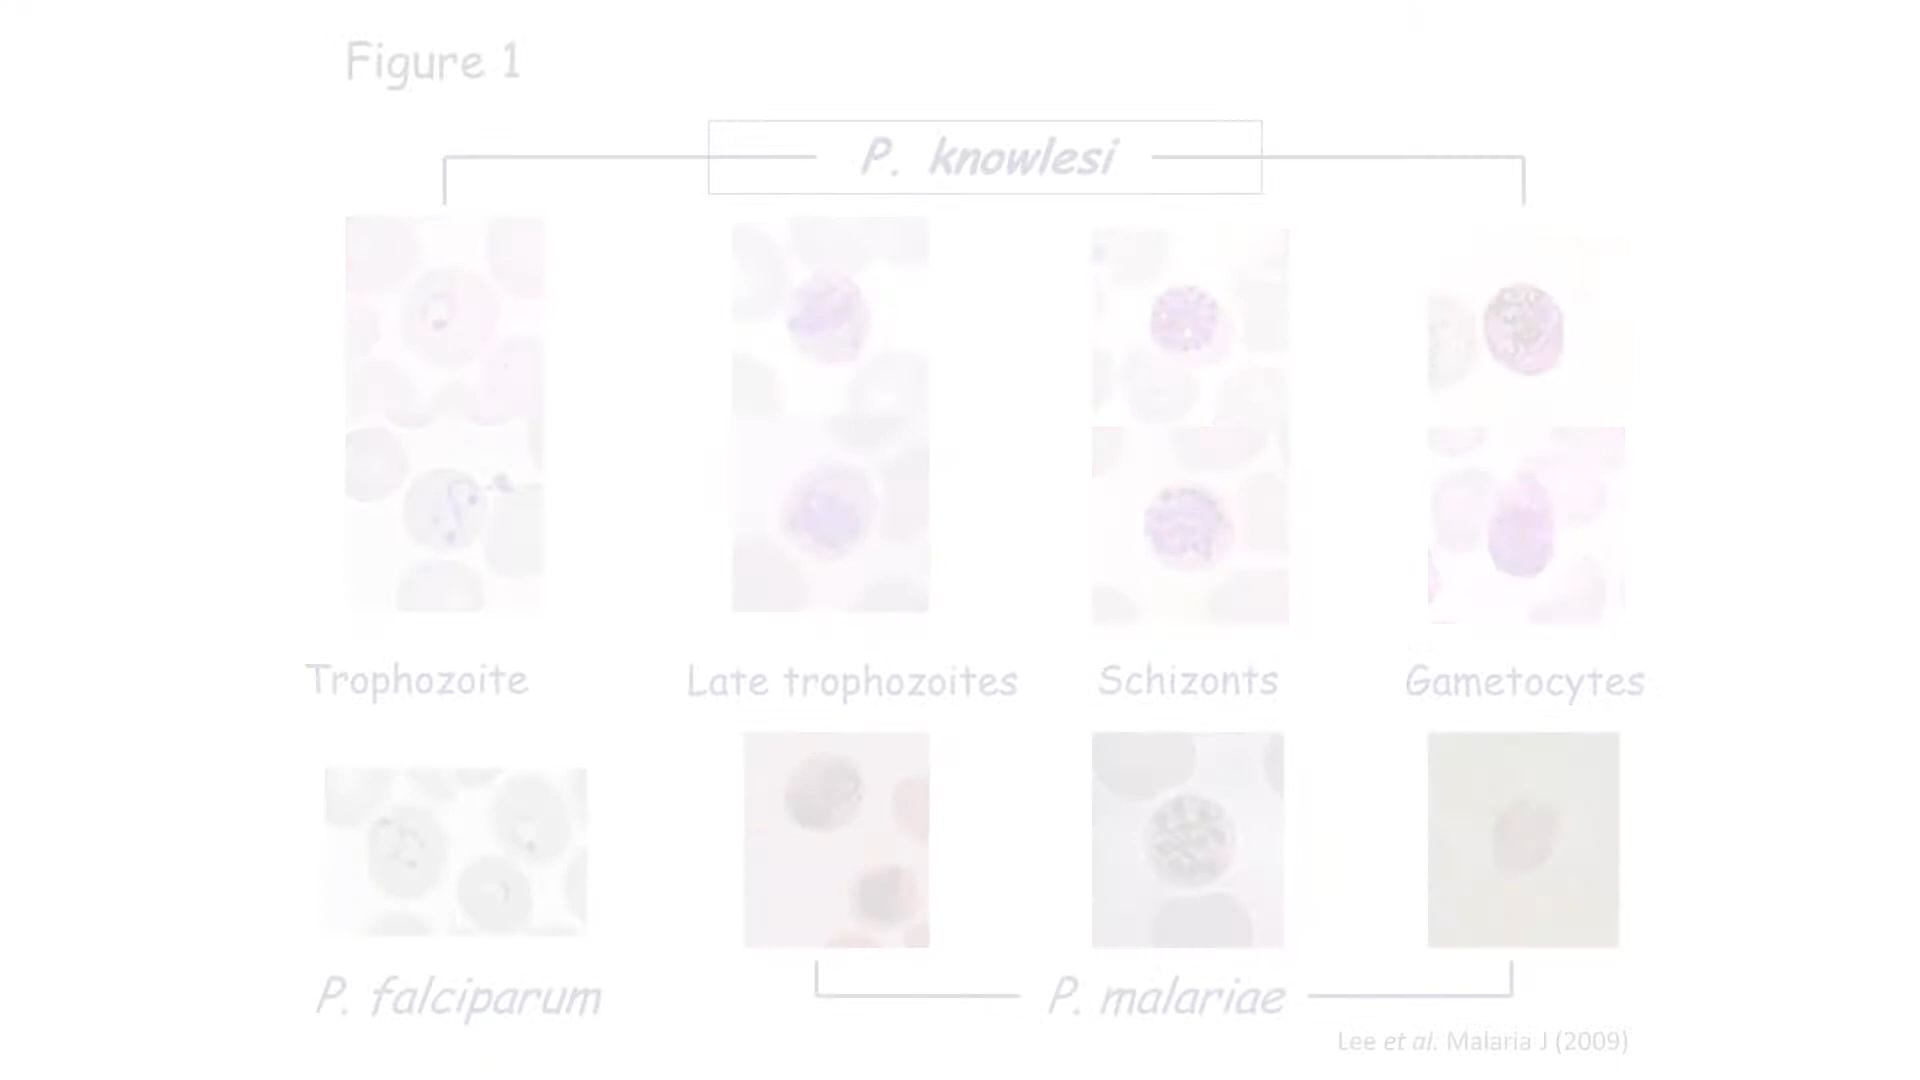 Figure 1
P. knowlesi
Trophozoite
Late trophozoites
Schizonts
Gametocytes
P. falciparum
P. malariae
Lee et al. Malaria J (2009)